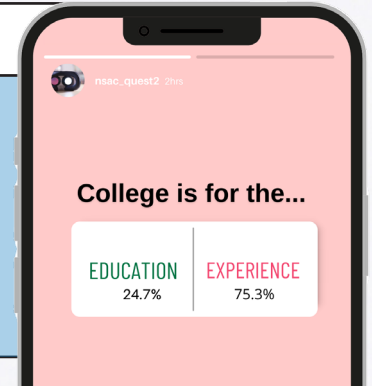 nsac_quest2 2hrs
College is for the...
EDUCATION EXPERIENCE
24.7% 75.3%